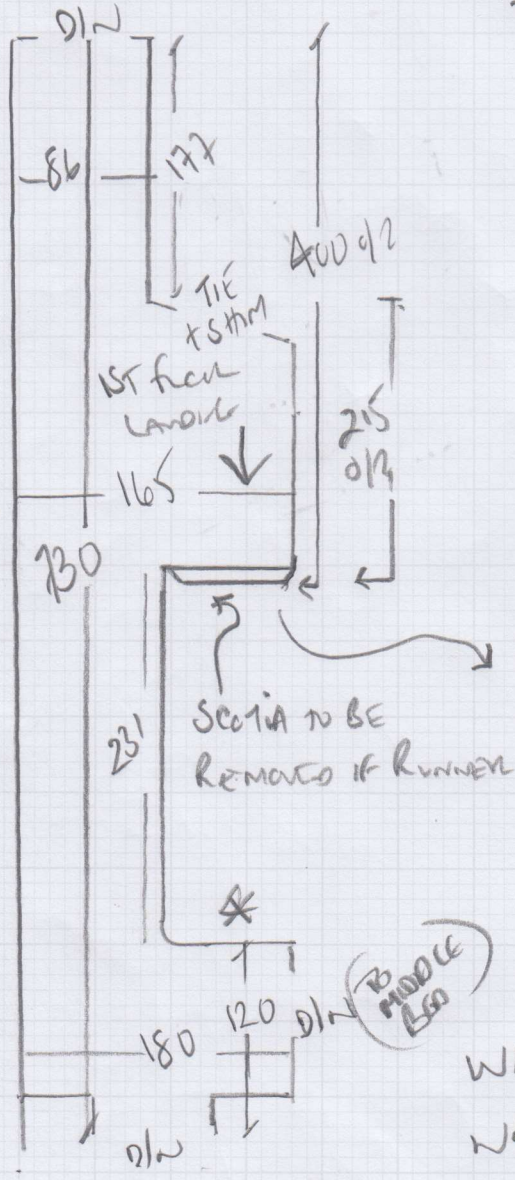 D/N
86
177
400 O/R
TIE
+ SHIM
1ST FLOOR
LANDING
215
O/R
165
730
231
SCOTIA TO BE
REMOVED IF RUNNER
D/N
TO
MIDDLE
BED
120
180
D/N